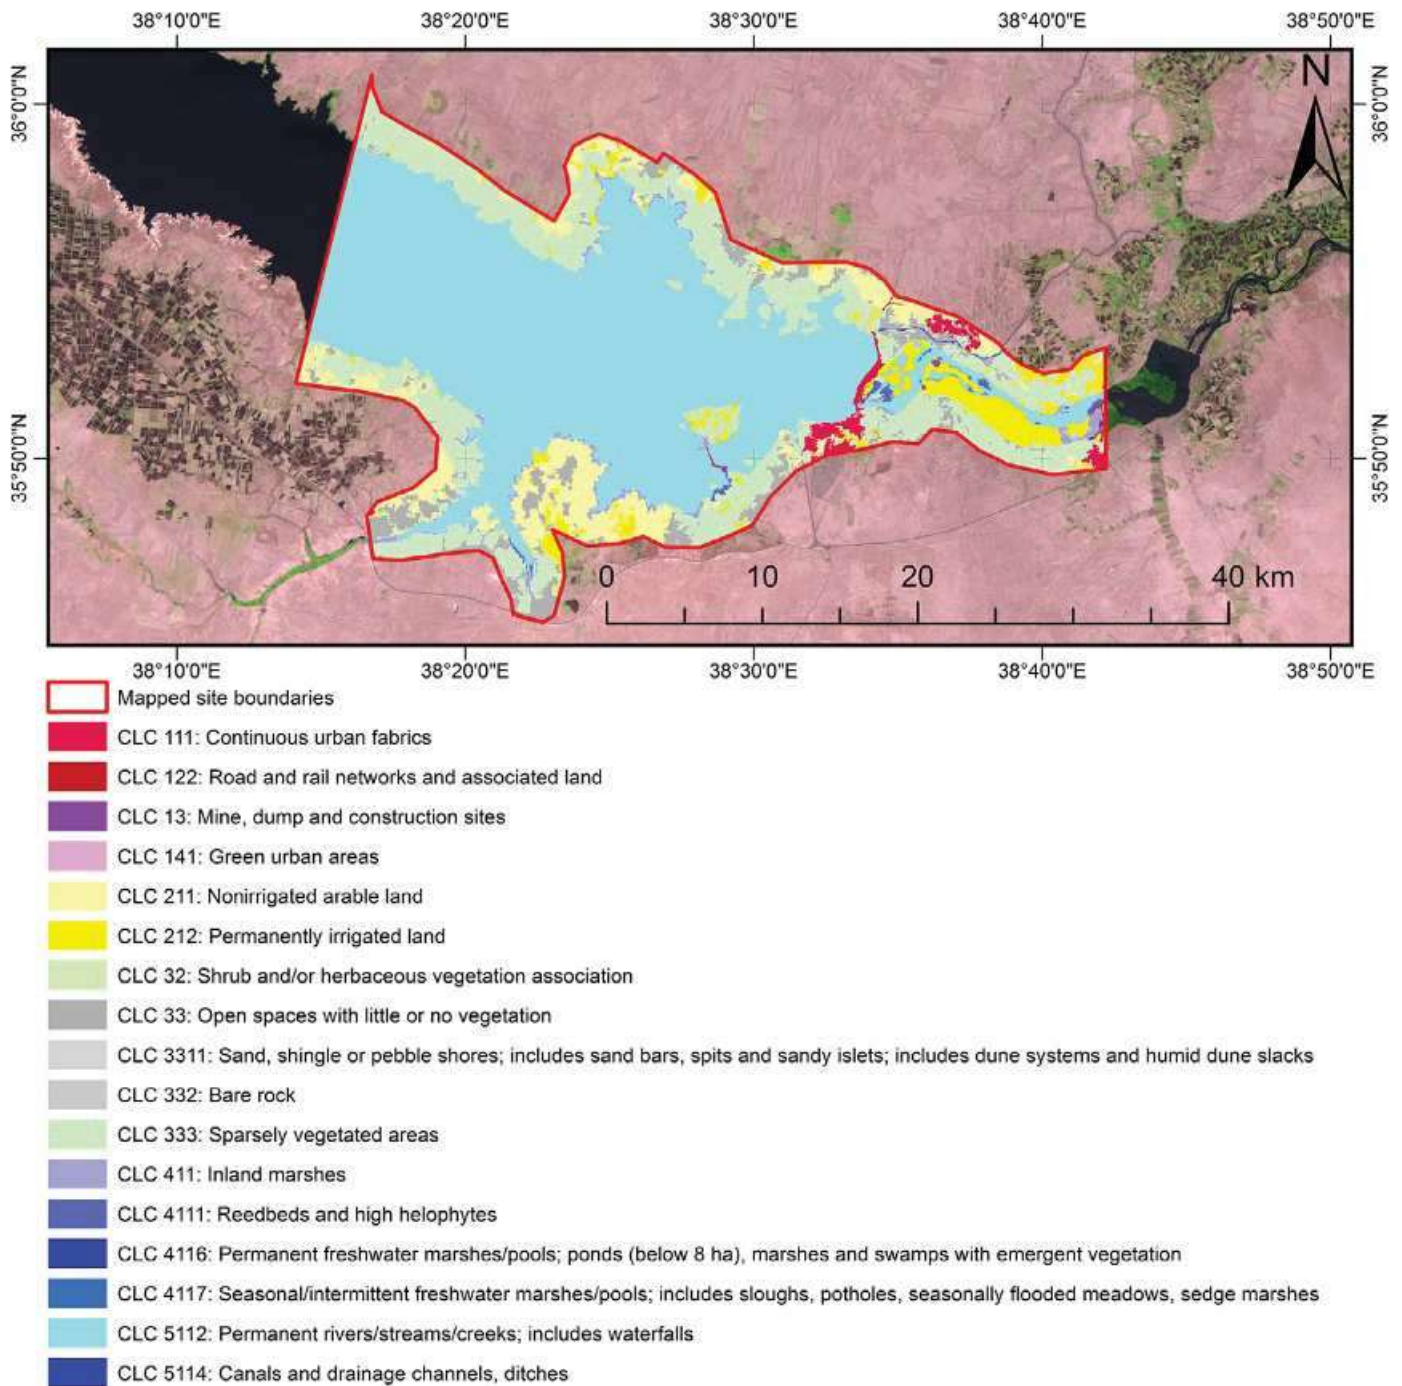 38°10'0"E 38°20'0"E 38°30'0"E 38°40'0"E 38°50'0"E
N
36°0'0"N 36°0'0"N
35°50'0"N 35°50'0"N
0 10 20 40 km
38°10'0"E 38°20'0"E 38°30'0"E 38°40'0"E 38°50'0"E
Mapped site boundaries
CLC 111: Continuous urban fabrics
CLC 122: Road and rail networks and associated land
CLC 13: Mine, dump and construction sites
CLC 141: Green urban areas
CLC 211: Nonirrigated arable land
CLC 212: Permanently irrigated land
CLC 32: Shrub and/or herbaceous vegetation association
CLC 33: Open spaces with little or no vegetation
CLC 3311: Sand, shingle or pebble shores; includes sand bars, spits and sandy islets; includes dune systems and humid dune slacks
CLC 332: Bare rock
CLC 333: Sparsely vegetated areas
CLC 411: Inland marshes
CLC 4111: Reedbeds and high helophytes
CLC 4116: Permanent freshwater marshes/pools; ponds (below 8 ha), marshes and swamps with emergent vegetation
CLC 4117: Seasonal/intermittent freshwater marshes/pools; includes sloughs, potholes, seasonally flooded meadows, sedge marshes
CLC 5112: Permanent rivers/streams/creeks; includes waterfalls
CLC 5114: Canals and drainage channels, ditches